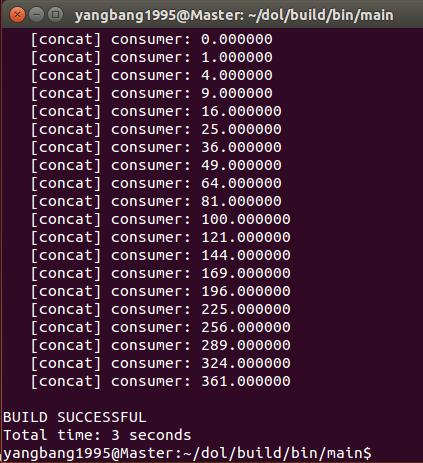 yangbang1995@Master: ~/dol/build/bin/main
[concat] consumer: 0.000000
[concat] consumer: 1.000000
[concat] consumer: 4.000000
[concat] consumer: 9.000000
[concat] consumer: 16.000000
[concat] consumer: 25.000000
[concat] consumer: 36.000000
[concat] consumer: 49.000000
[concat] consumer: 64.000000
[concat] consumer: 81.000000
[concat] consumer: 100.000000
[concat] consumer: 121.000000
[concat] consumer: 144.000000
[concat] consumer: 169.000000
[concat] consumer: 196.000000
[concat] consumer: 225.000000
[concat] consumer: 256.000000
[concat] consumer: 289.000000
[concat] consumer: 324.000000
[concat] consumer: 361.000000
BUILD SUCCESSFUL
Total time: 3 seconds
yangbang1995@Master:~/dol/build/bin/main$